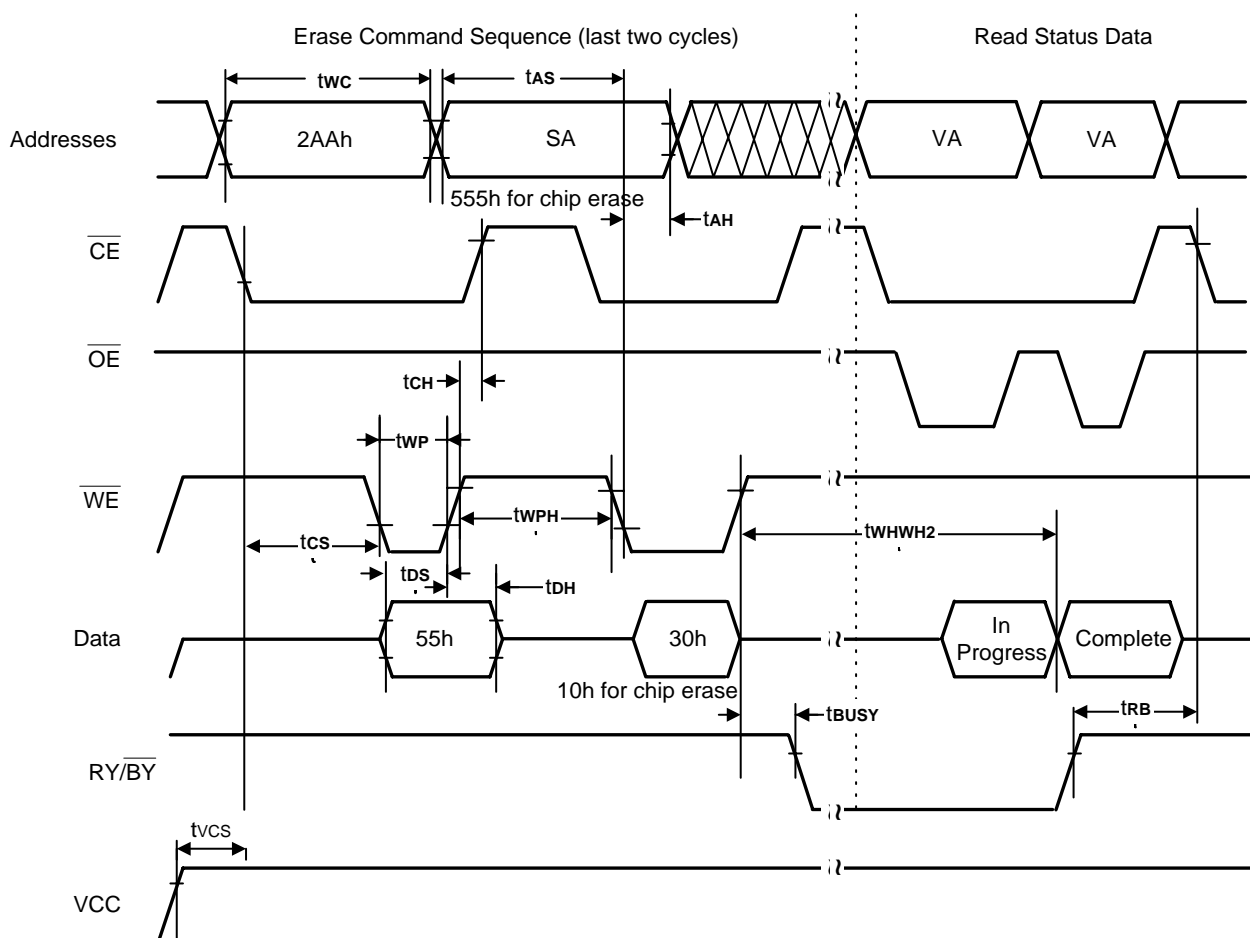 Erase Command Sequence (last two cycles)
Read Status Data
tWC
tAS
Addresses
2AAh
SA
VA
VA
555h for chip erase
tAH
CE
OE
tCH
tWP
WE
tWPH
tCS
tWHWH2
tDS
tDH
Data
55h
30h
In
Progress
Complete
10h for chip erase
tBUSY
tRB
RY/BY
tVCS
VCC